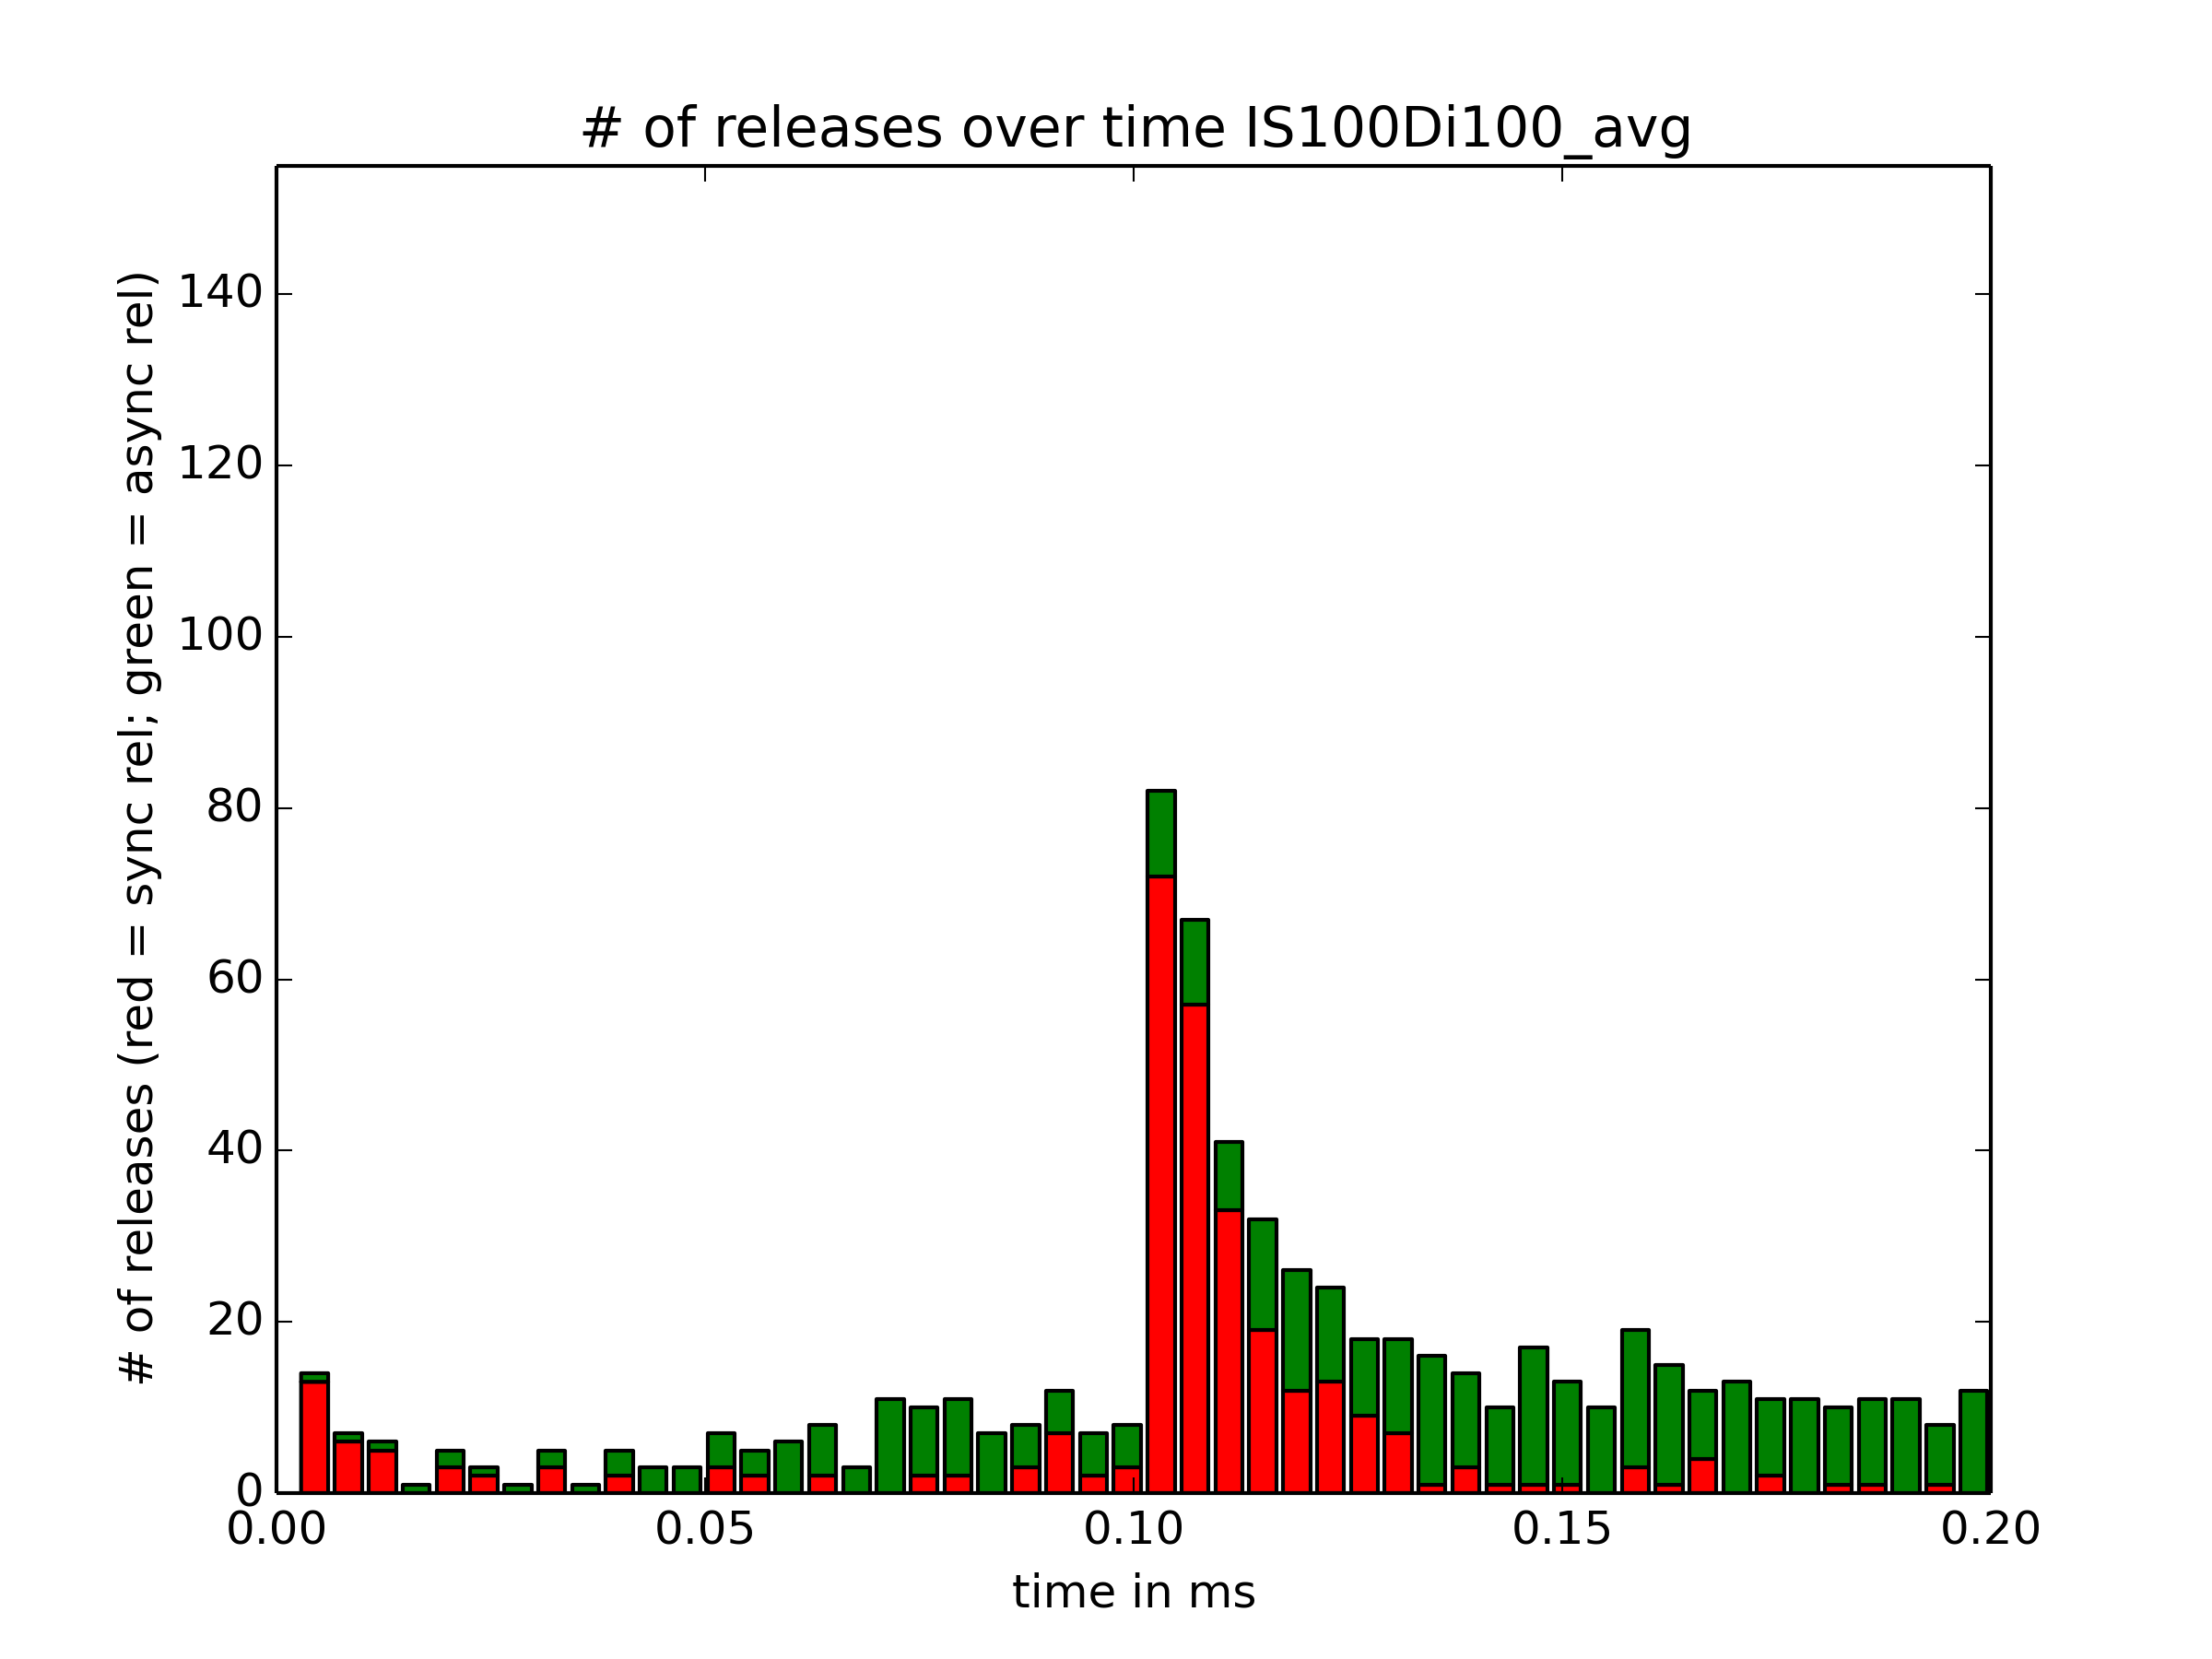 # of releases over time IS100Di100_avg
# of releases (red = sync rel; green = async rel)
140
120
100
80
60
40
20
0
0.00 0.05 0.10 0.15 0.20
time in ms